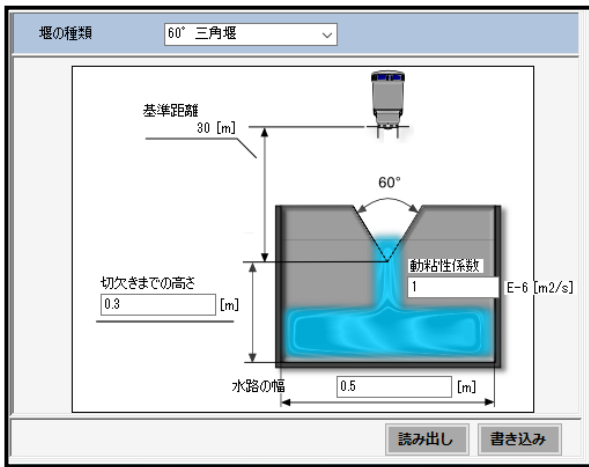 堰の種類
60° 三角堰
基準距離
30 [m]
60°
動粘性係数
1
E-6 [m2/s]
切欠きまでの高さ
0.3
[m]
水路の幅
0.5
[m]
読み出し
書き込み